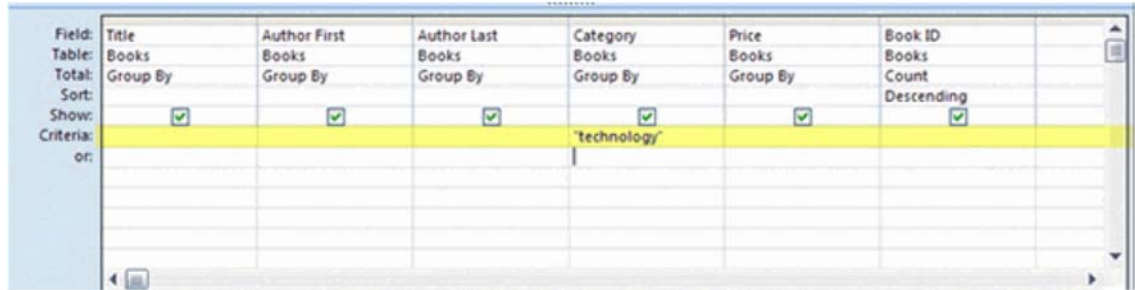 Field: Title Author First Author Last Category Price Book ID
Table: Books Books Books Books Books Books
Total: Group By Group By Group By Group By Group By Count
Sort: Descending
Show:
Criteria: "technology"
or: